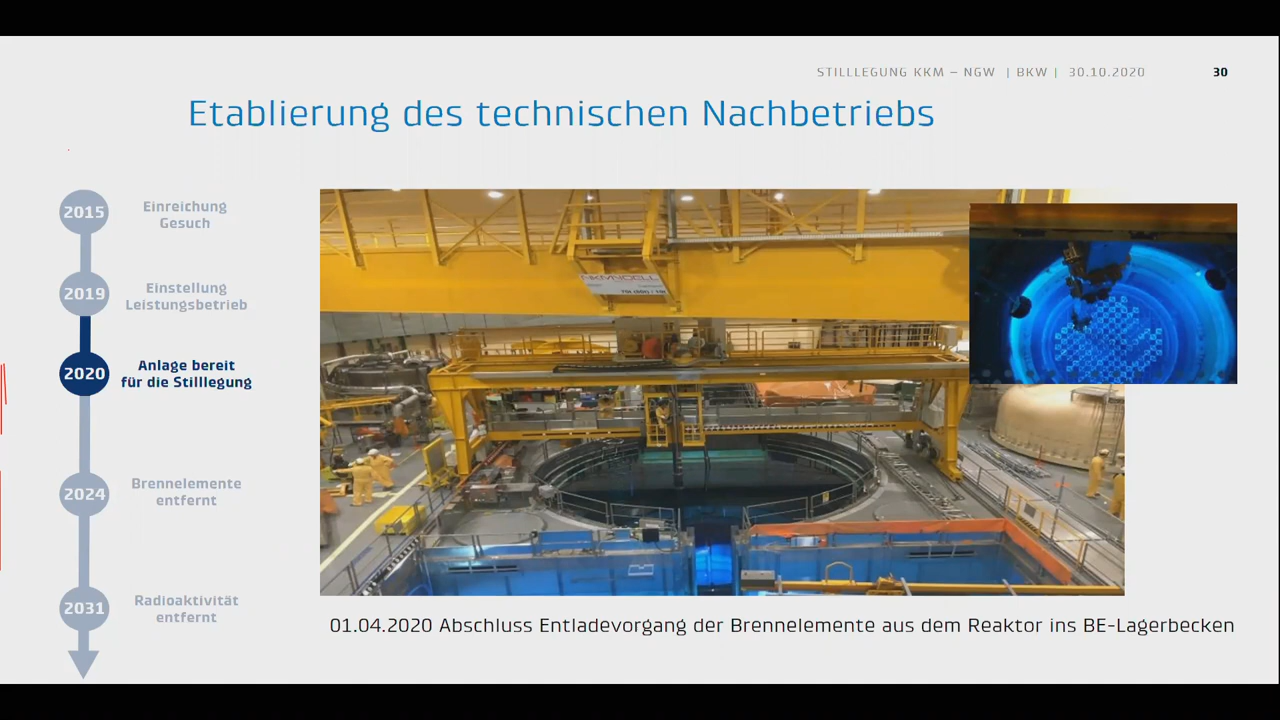 STILLLEGUNG KKM – NGW | BKW | 30.10.2020 30
Etablierung des technischen Nachbetriebs
2015 Einreichung
Gesuch
2019 Einstellung
Leistungsbetrieb
2020 Anlage bereit
für die Stilllegung
2024 Brennelemente
entfernt
2031 Radioaktivität
entfernt
01.04.2020 Abschluss Entladevorgang der Brennelemente aus dem Reaktor ins BE-Lagerbecken